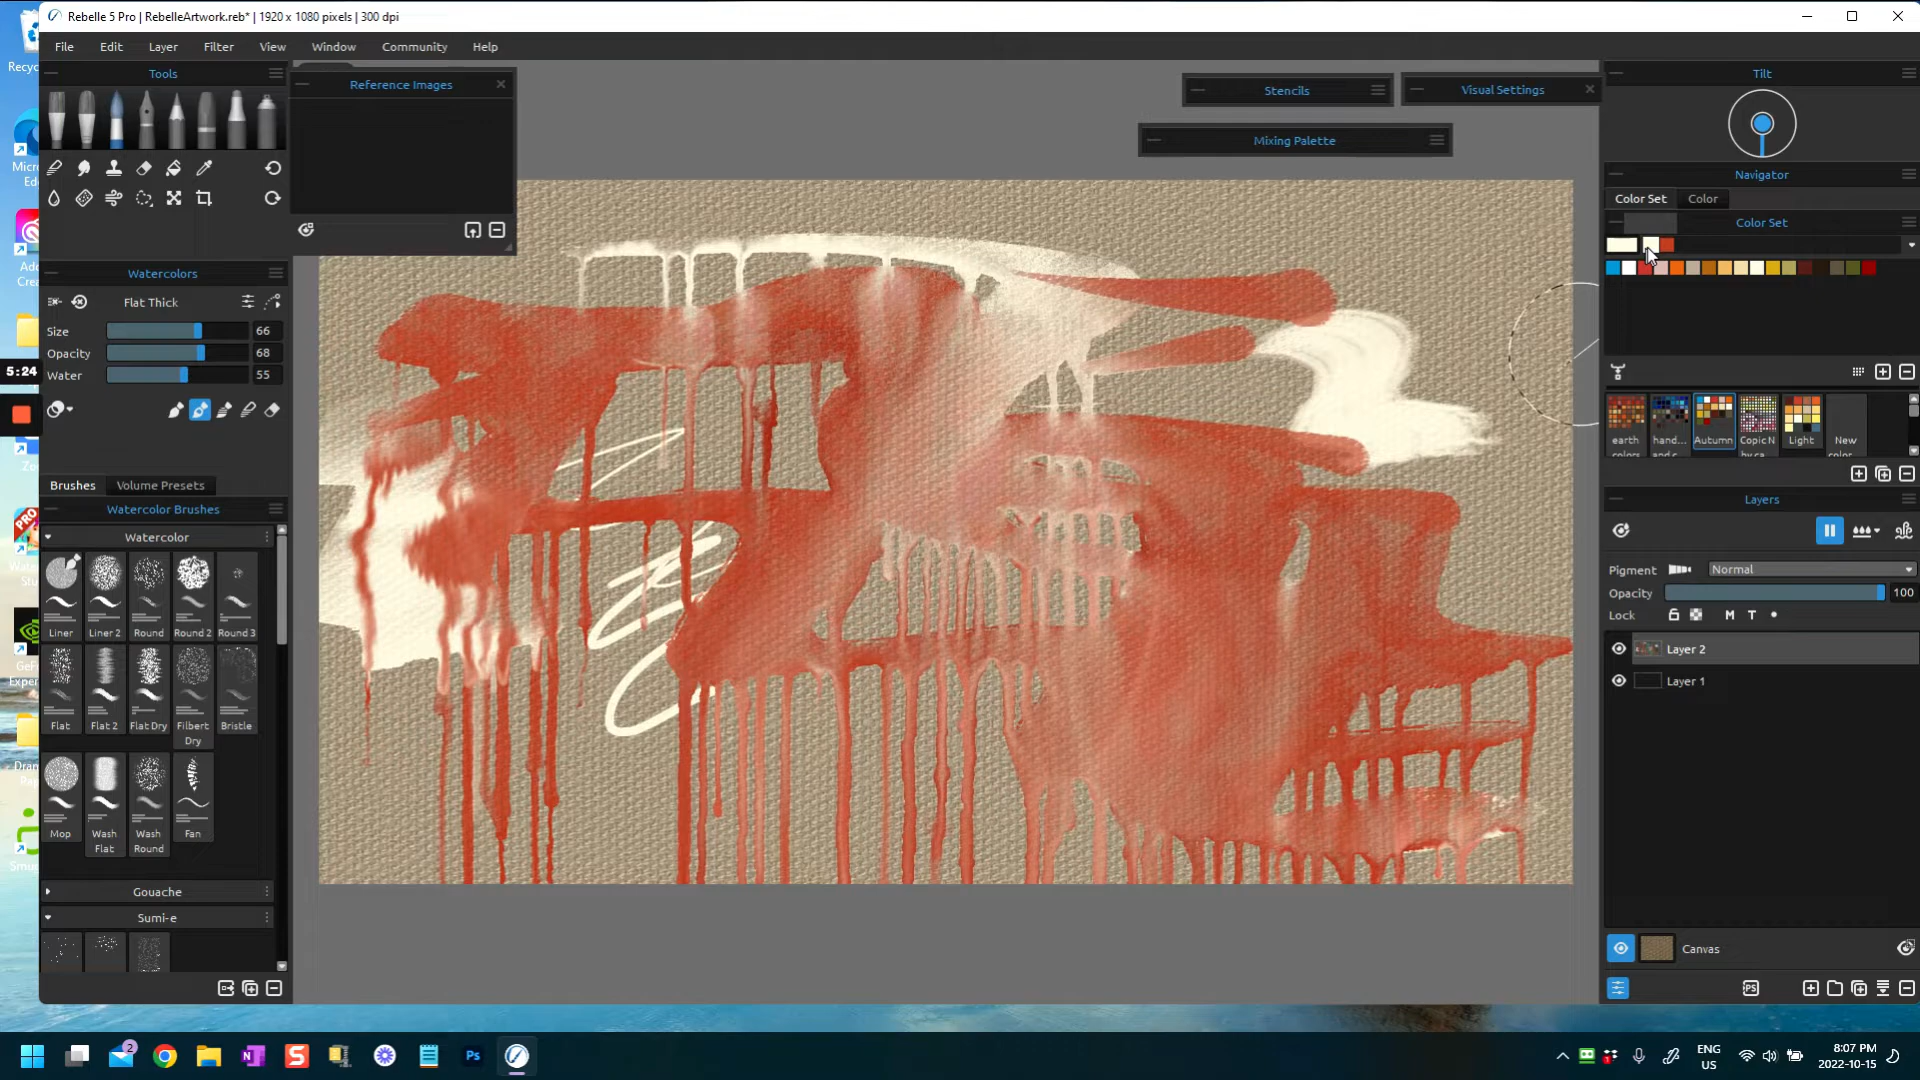 Rebelle 5 Pro | RebelleArtwork.reb* | 1920 x 1080 pixels | 300 dpi
File Edit Layer Filter View Window Community Help
Tools
Reference Images
Stencils
Visual Settings
Mixing Palette
Tilt
Navigator
Color Set Color
Color Set
Watercolors
Flat Thick
Size 66
Opacity 68
Water 55
5:24
earth
hand...
Autumn
Copic N
Light
New
Brushes Volume Presets
Watercolor Brushes
Watercolor
Liner Liner 2 Round Round 2 Round 3
Flat Flat 2 Flat Dry Filbert Dry Bristle
Mop Wash Flat Wash Round Fan
Gouache
Sumi-e
Layers
Pigment Normal
Opacity 100
Lock M T
Layer 2
Layer 1
Canvas
PS
2
Ps
ENG
US
8:07 PM
2022-10-15